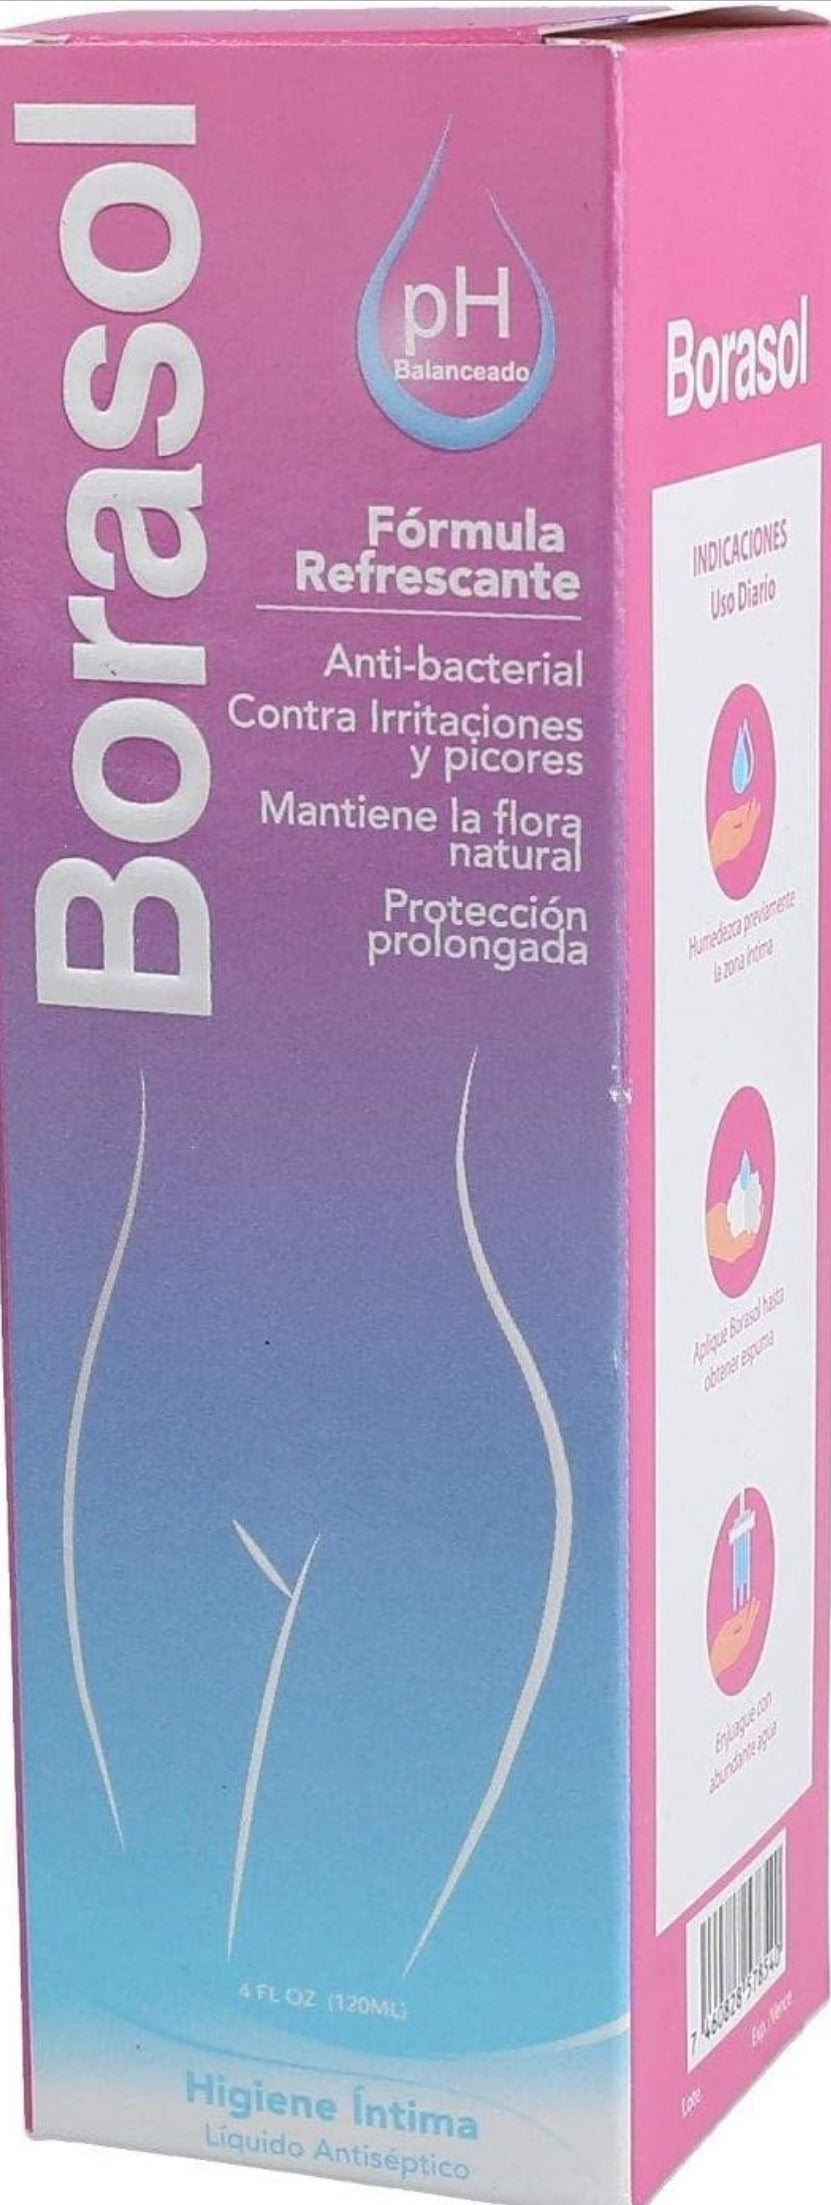 Borasol
pH
Balanceado
Fórmula
Refrescante
Anti-bacterial
Contra Irritaciones
y picores
Mantiene la flora
natural
Protección
prolongada
4 FL OZ (120ML)
Higiene Íntima
Líquido Antiséptico
Borasol
INDICACIONES
Uso Diario
Humedezca previamente
la zona íntima
Aplique Borasol hasta
obtener espuma
Enjuague con
abundante agua
Exp./Vence
Lote.